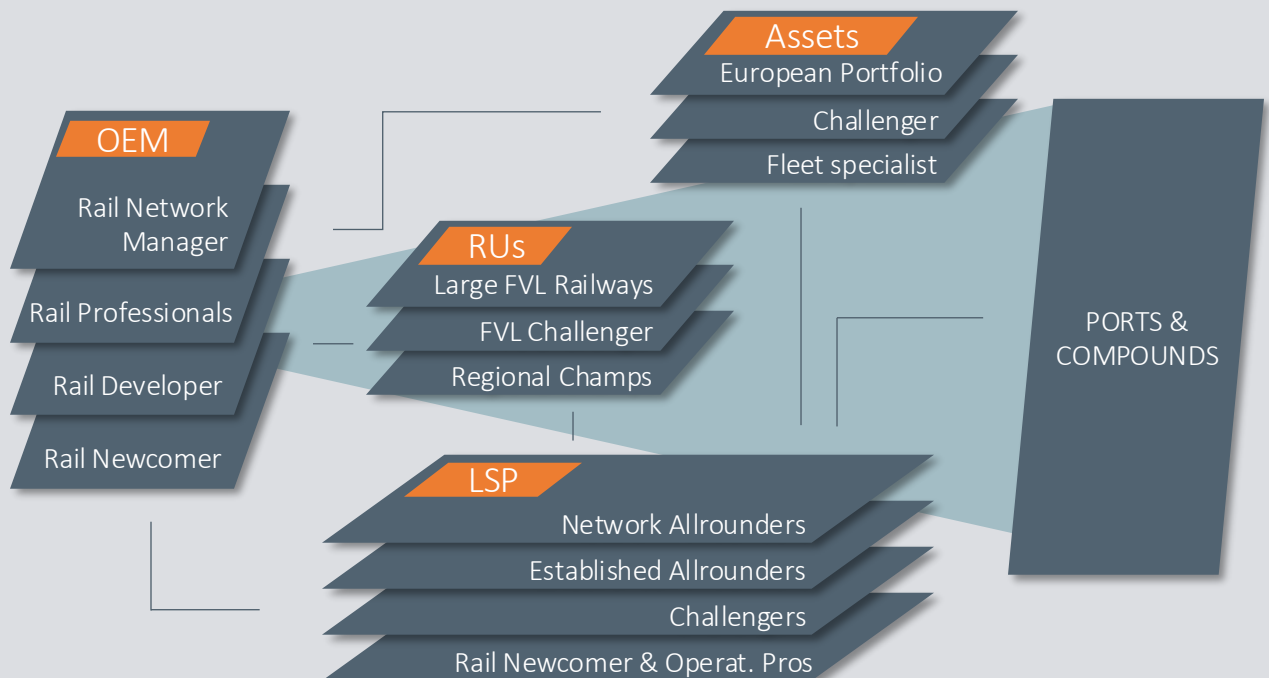 Assets
European Portfolio
Challenger
Fleet specialist
OEM
Rail Network
Manager
Rail Professionals
Rail Developer
Rail Newcomer
RUs
Large FVL Railways
FVL Challenger
Regional Champs
PORTS &
COMPOUNDS
LSP
Network Allrounders
Established Allrounders
Challengers
Rail Newcomer & Operat. Pros